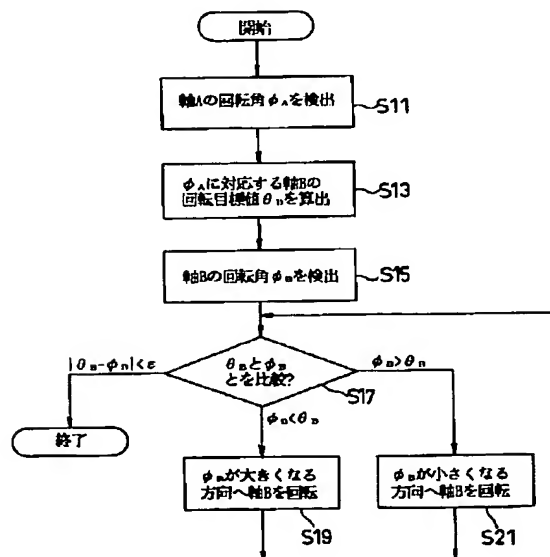 開始
軸Aの回転角φAを検出
S11
φAに対応する軸Bの
回転目標値θBを算出
S13
軸Bの回転角φBを検出
S15
|θB-φB|<ε
θBとφB
とを比較?
φB>θB
S17
φB<θB
終了
φBが大きくなる
方向へ軸Bを回転
S19
φBが小さくなる
方向へ軸Bを回転
S21